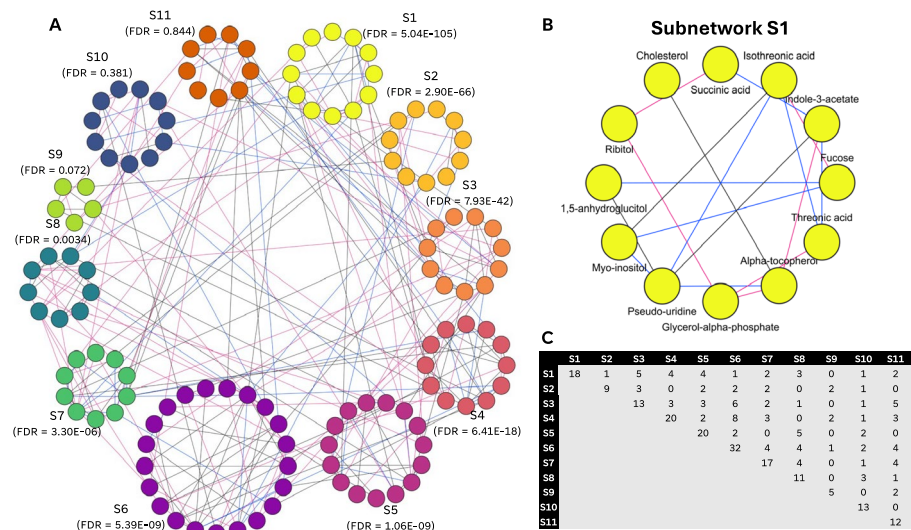 A
S11
(FDR = 0.844)
S1
(FDR = 5.04E-105)
S10
(FDR = 0.381)
S2
(FDR = 2.90E-66)
S9
(FDR = 0.072)
S3
(FDR = 7.93E-42)
S8
(FDR = 0.0034)
S7
(FDR = 3.30E-06)
S4
(FDR = 6.41E-18)
S6
(FDR = 5.39E-09)
S5
(FDR = 1.06E-09)
B
Subnetwork S1
Cholesterol
Isothreonic acid
Succinic acid
indole-3-acetate
Ribitol
Fucose
1,5-anhydroglucitol
Threonic acid
Myo-inositol
Alpha-tocopherol
Pseudo-uridine
Glycerol-alpha-phosphate
C
S1 S2 S3 S4 S5 S6 S7 S8 S9 S10 S11
S1 18 1 5 4 4 1 2 3 0 1 2
S2 9 3 0 2 2 2 0 2 1 0
S3 13 3 3 6 2 1 0 1 5
S4 20 2 8 3 0 2 1 3
S5 20 2 0 5 0 2 0
S6 32 4 4 1 2 4
S7 17 4 0 1 4
S8 11 0 3 1
S9 5 0 2
S10 13 0
S11 12